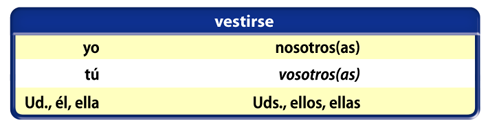 vestirse
yo nosotros(as)
tú vosotros(as)
Ud., él, ella Uds., ellos, ellas